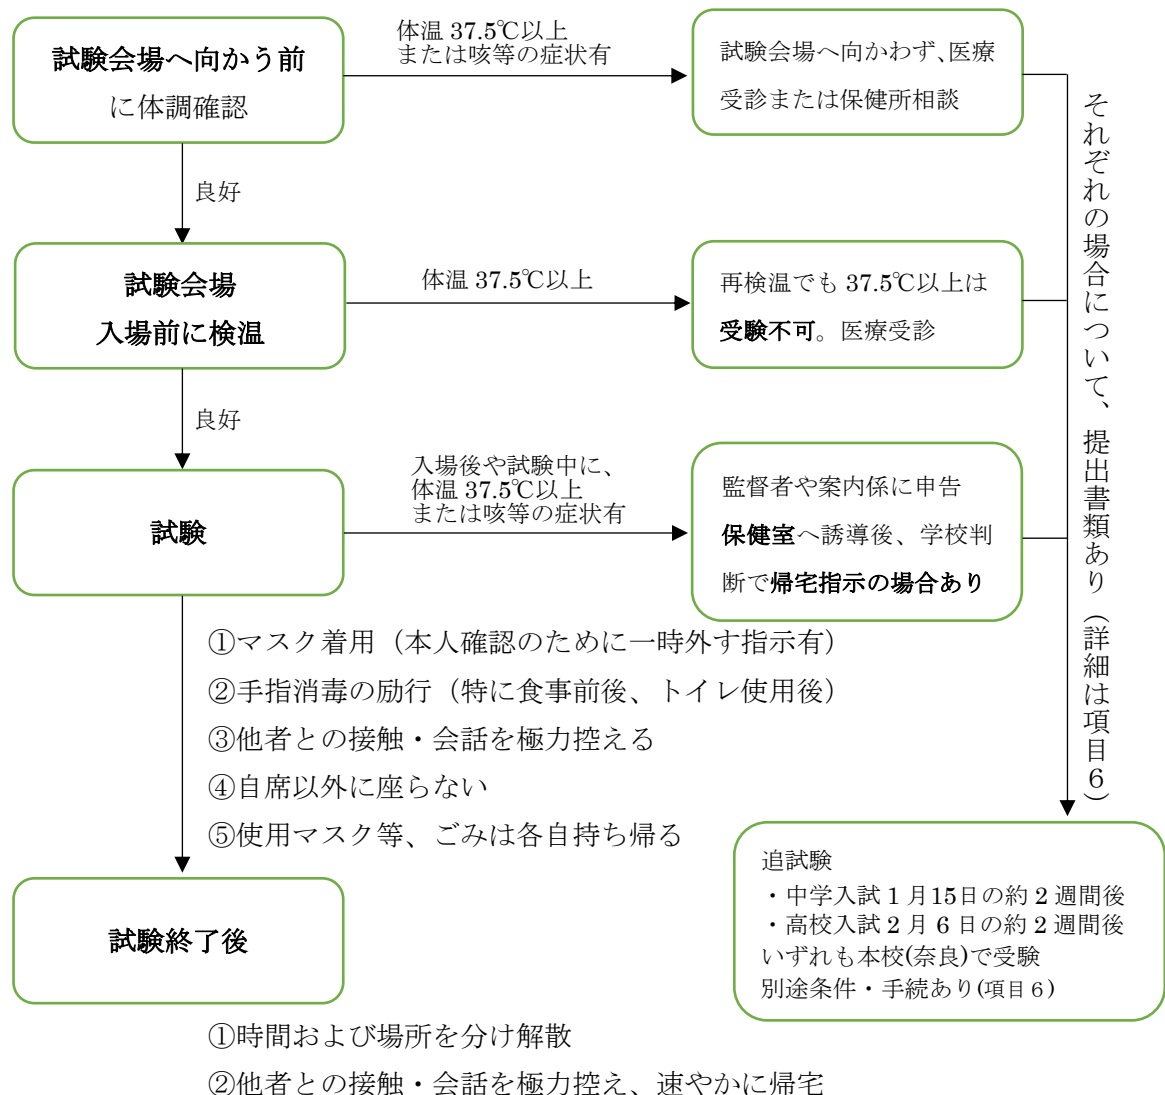 試験会場へ向かう前
に体調確認
体温 37.5℃以上
または咳等の症状有
試験会場へ向かわず、医療
受診または保健所相談
良好
試験会場
入場前に検温
体温 37.5℃以上
再検温でも 37.5℃以上は
受験不可。医療受診
良好
試験
入場後や試験中に、
体温 37.5℃以上
または咳等の症状有
監督者や案内係に申告
保健室へ誘導後、学校判
断で帰宅指示の場合あり
それぞれの場合について、提出書類あり（詳細は項目６）
①マスク着用（本人確認のために一時外す指示有）
②手指消毒の励行（特に食事前後、トイレ使用後）
③他者との接触・会話を極力控える
④自席以外に座らない
⑤使用マスク等、ごみは各自持ち帰る
追試験
・中学入試 1 月 15日の約 2 週間後
・高校入試 2 月 6 日の約 2 週間後
いずれも本校(奈良)で受験
別途条件・手続あり(項目６)
試験終了後
①時間および場所を分け解散
②他者との接触・会話を極力控え、速やかに帰宅